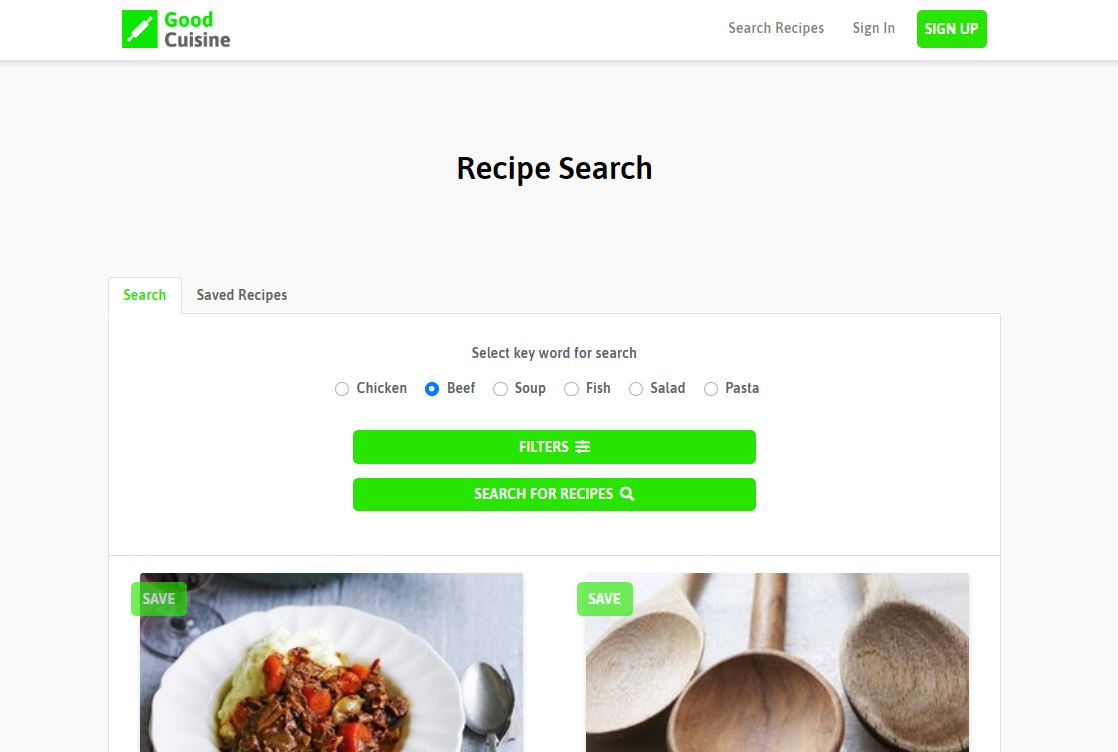 Good
Cuisine
Search Recipes
Sign In
SIGN UP
Recipe Search
Search
Saved Recipes
Select key word for search
Chicken
Beef
Soup
Fish
Salad
Pasta
FILTERS
SEARCH FOR RECIPES
SAVE
SAVE